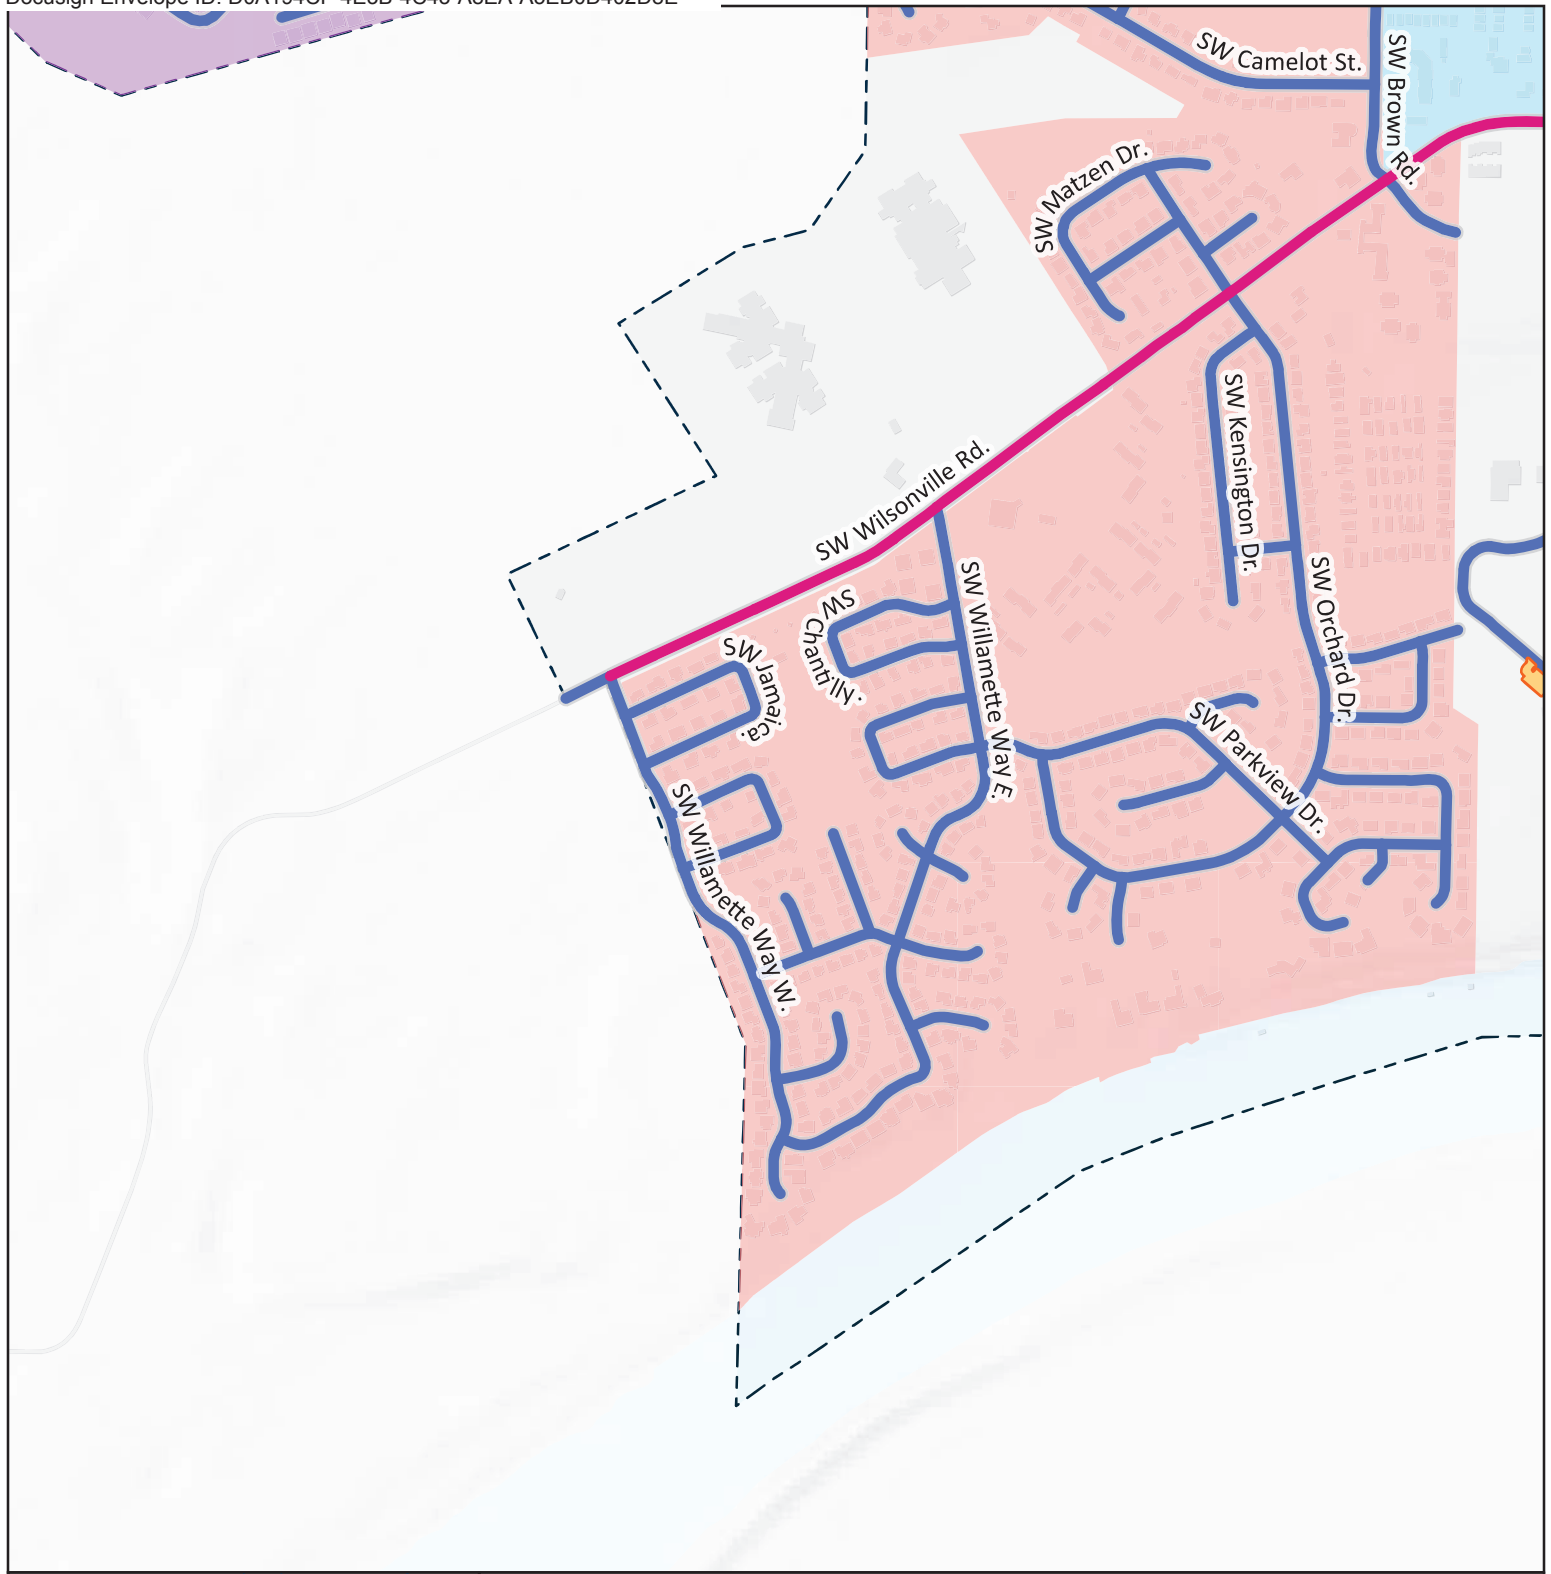 SW Camelot St.
SW Brown Rd.
SW Matzen Dr.
SW Kensington Dr.
SW Wilsonville Rd.
SW Orchard Dr.
SW Willamette Way E.
SW Chantilly.
SW Jamaica.
SW Parkview Dr.
SW Willamette Way W.